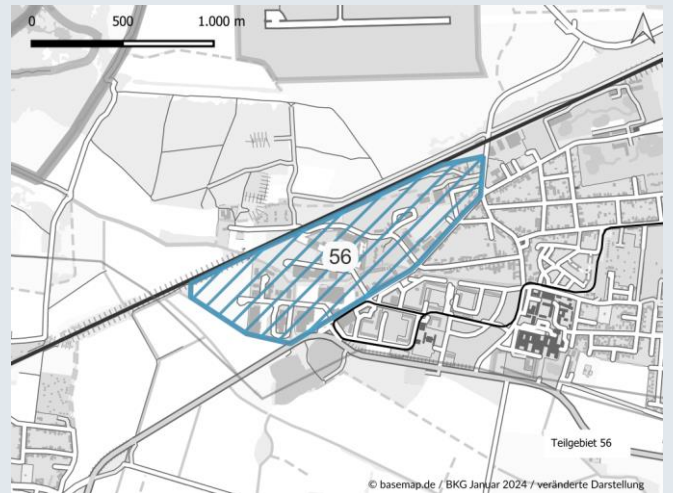 0 500 1.000 m
56
Teilgebiet 56
© basemap.de / BKG Januar 2024 / veränderte Darstellung